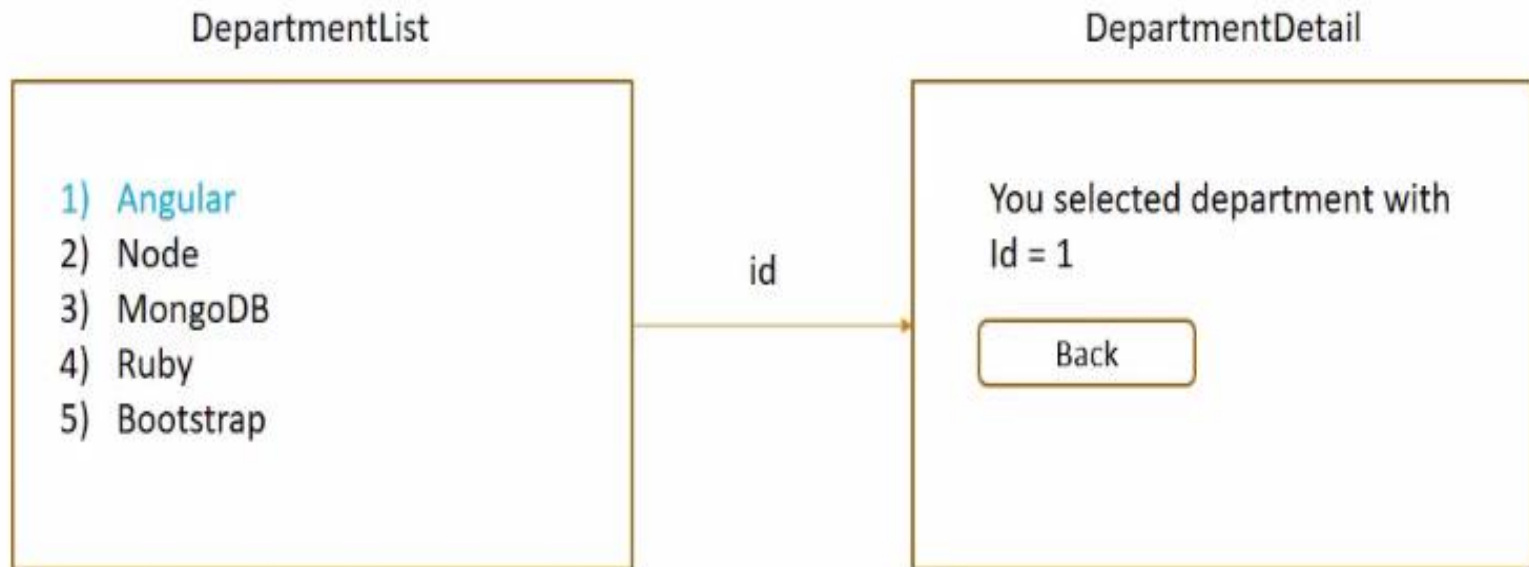 DepartmentList
1) Angular
2) Node
3) MongoDB
4) Ruby
5) Bootstrap
id
DepartmentDetail
You selected department with
Id = 1
Back